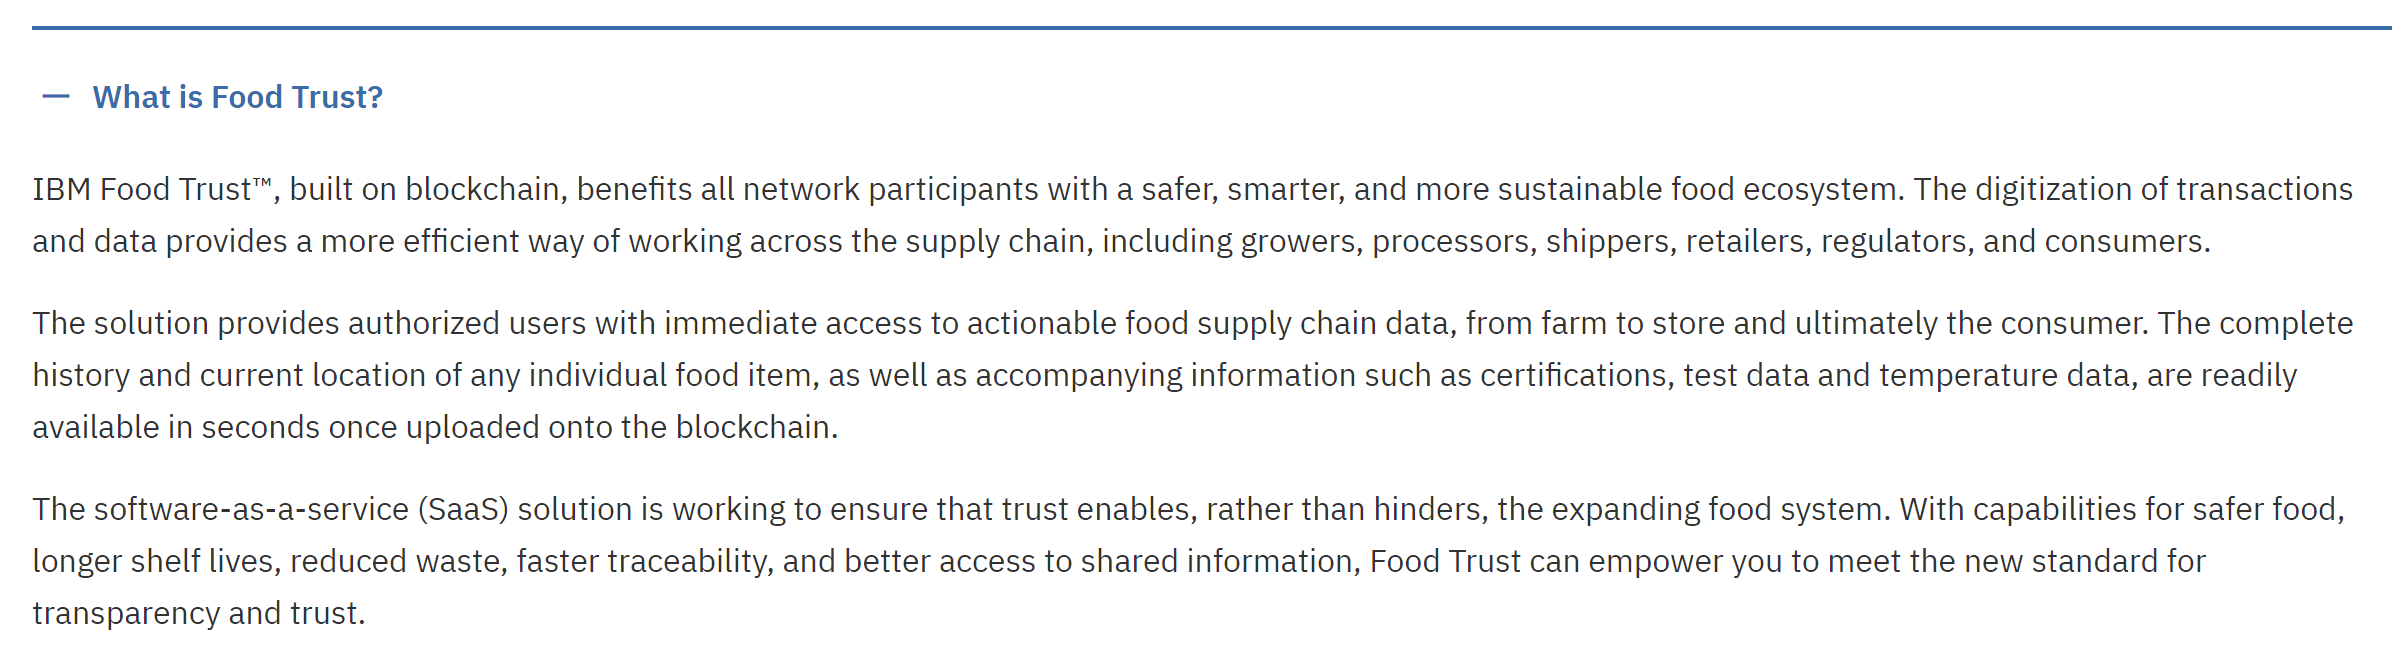 — What is Food Trust?
IBM Food Trust™, built on blockchain, benefits all network participants with a safer, smarter, and more sustainable food ecosystem. The digitization of transactions
and data provides a more efficient way of working across the supply chain, including growers, processors, shippers, retailers, regulators, and consumers.
The solution provides authorized users with immediate access to actionable food supply chain data, from farm to store and ultimately the consumer. The complete
history and current location of any individual food item, as well as accompanying information such as certifications, test data and temperature data, are readily
available in seconds once uploaded onto the blockchain.
The software-as-a-service (SaaS) solution is working to ensure that trust enables, rather than hinders, the expanding food system. With capabilities for safer food,
longer shelf lives, reduced waste, faster traceability, and better access to shared information, Food Trust can empower you to meet the new standard for
transparency and trust.